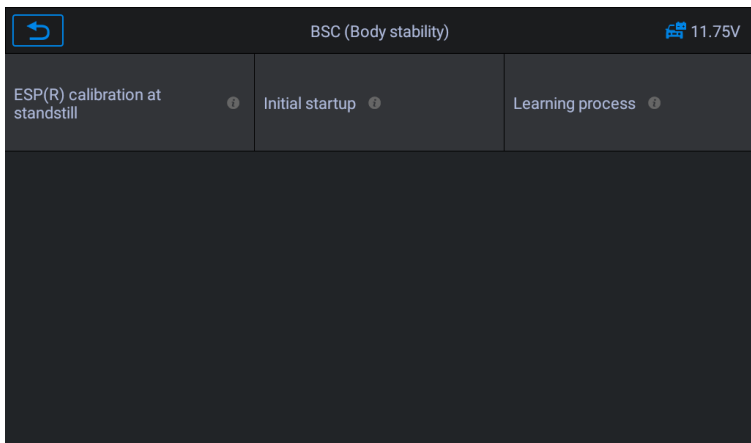 BSC (Body stability)
11.75V
ESP(R) calibration at
standstill
Initial startup
Learning process